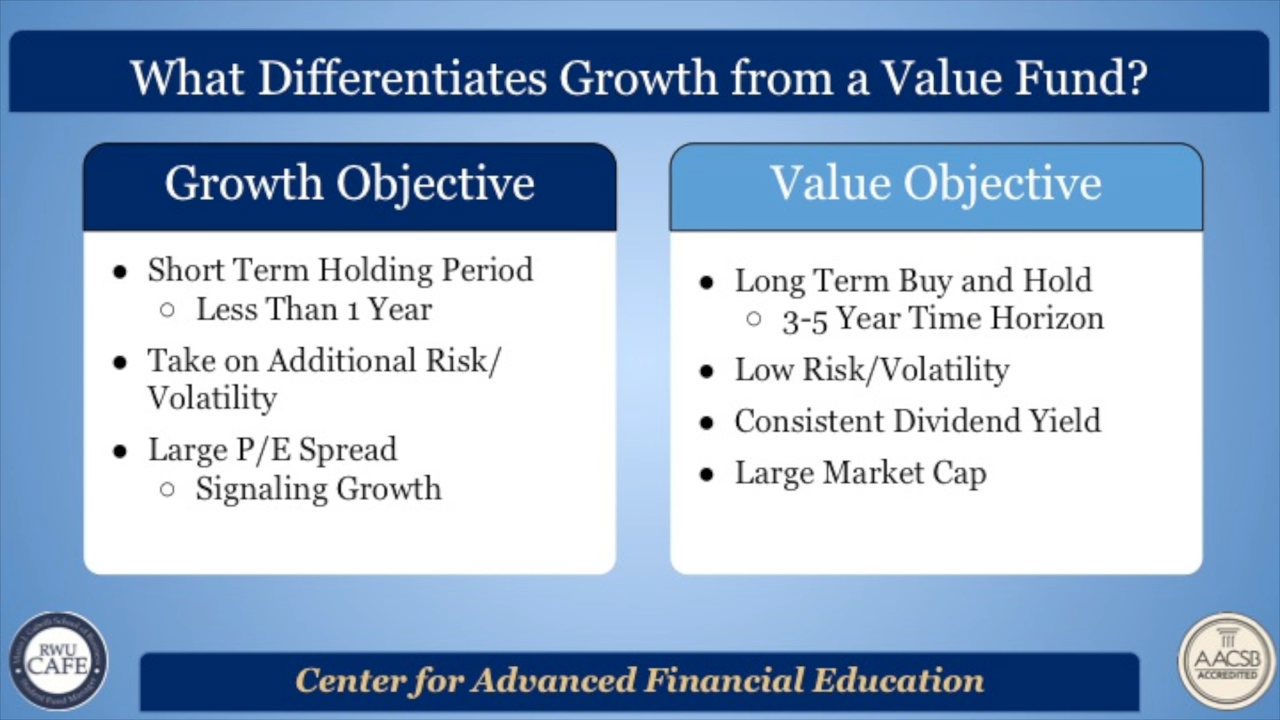 What Differentiates Growth from a Value Fund?
Growth Objective
● Short Term Holding Period
○ Less Than 1 Year
● Take on Additional Risk/
Volatility
● Large P/E Spread
○ Signaling Growth
Value Objective
● Long Term Buy and Hold
○ 3-5 Year Time Horizon
● Low Risk/Volatility
● Consistent Dividend Yield
● Large Market Cap
RWU
CAFE
Center for Advanced Financial Education
AACSB
ACCREDITED